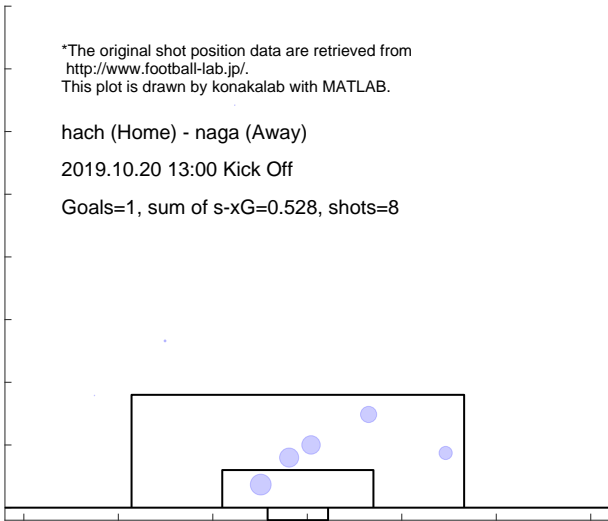 *The original shot position data are retrieved from
http://www.football-lab.jp/.
This plot is drawn by konakalab with MATLAB.
hach (Home) - naga (Away)
2019.10.20 13:00 Kick Off
Goals=1, sum of s-xG=0.528, shots=8